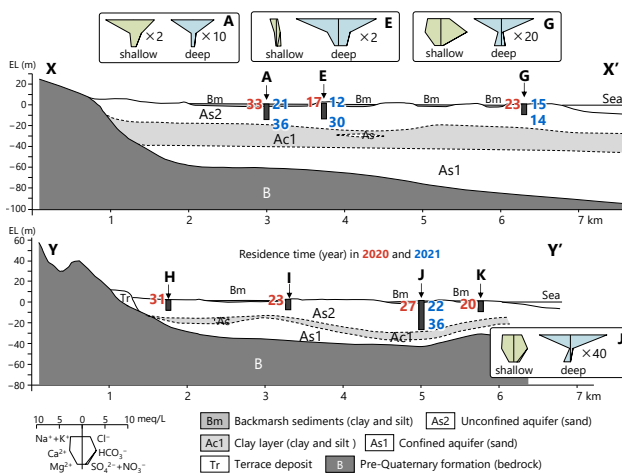 A
×2
×10
shallow
deep
E
×2
shallow
deep
G
×20
shallow
deep
EL (m)
X
A
E
G
X’
40
20
0
-20
-40
-60
-80
-100
Bm
33
21
17
12
Bm
Bm
Bm
23
15
Sea
As2
36
30
14
As
Ac1
As1
B
1
2
3
4
5
6
7 km
EL (m)
Y
Residence time (year) in 2020 and 2021
Y’
60
40
20
0
-20
-40
-60
-80
H
I
J
K
Tr
31
Bm
23
Bm
27
22
Bm
20
Sea
As2
Ac
36
As1
Ac1
B
J
×40
shallow
deep
1
2
3
4
5
7.2
10 5 0 5 10 meq/L
Na⁺+K⁺
Cl⁻
Ca²⁺
HCO₃⁻
Mg²⁺
SO₄²⁻+NO₃⁻
Bm Backmarsh sediments (clay and silt)
As2 Unconfined aquifer (sand)
Ac1 Clay layer (clay and silt )
As1 Confined aquifer (sand)
Tr Terrace deposit
B Pre-Quaternary formation (bedrock)